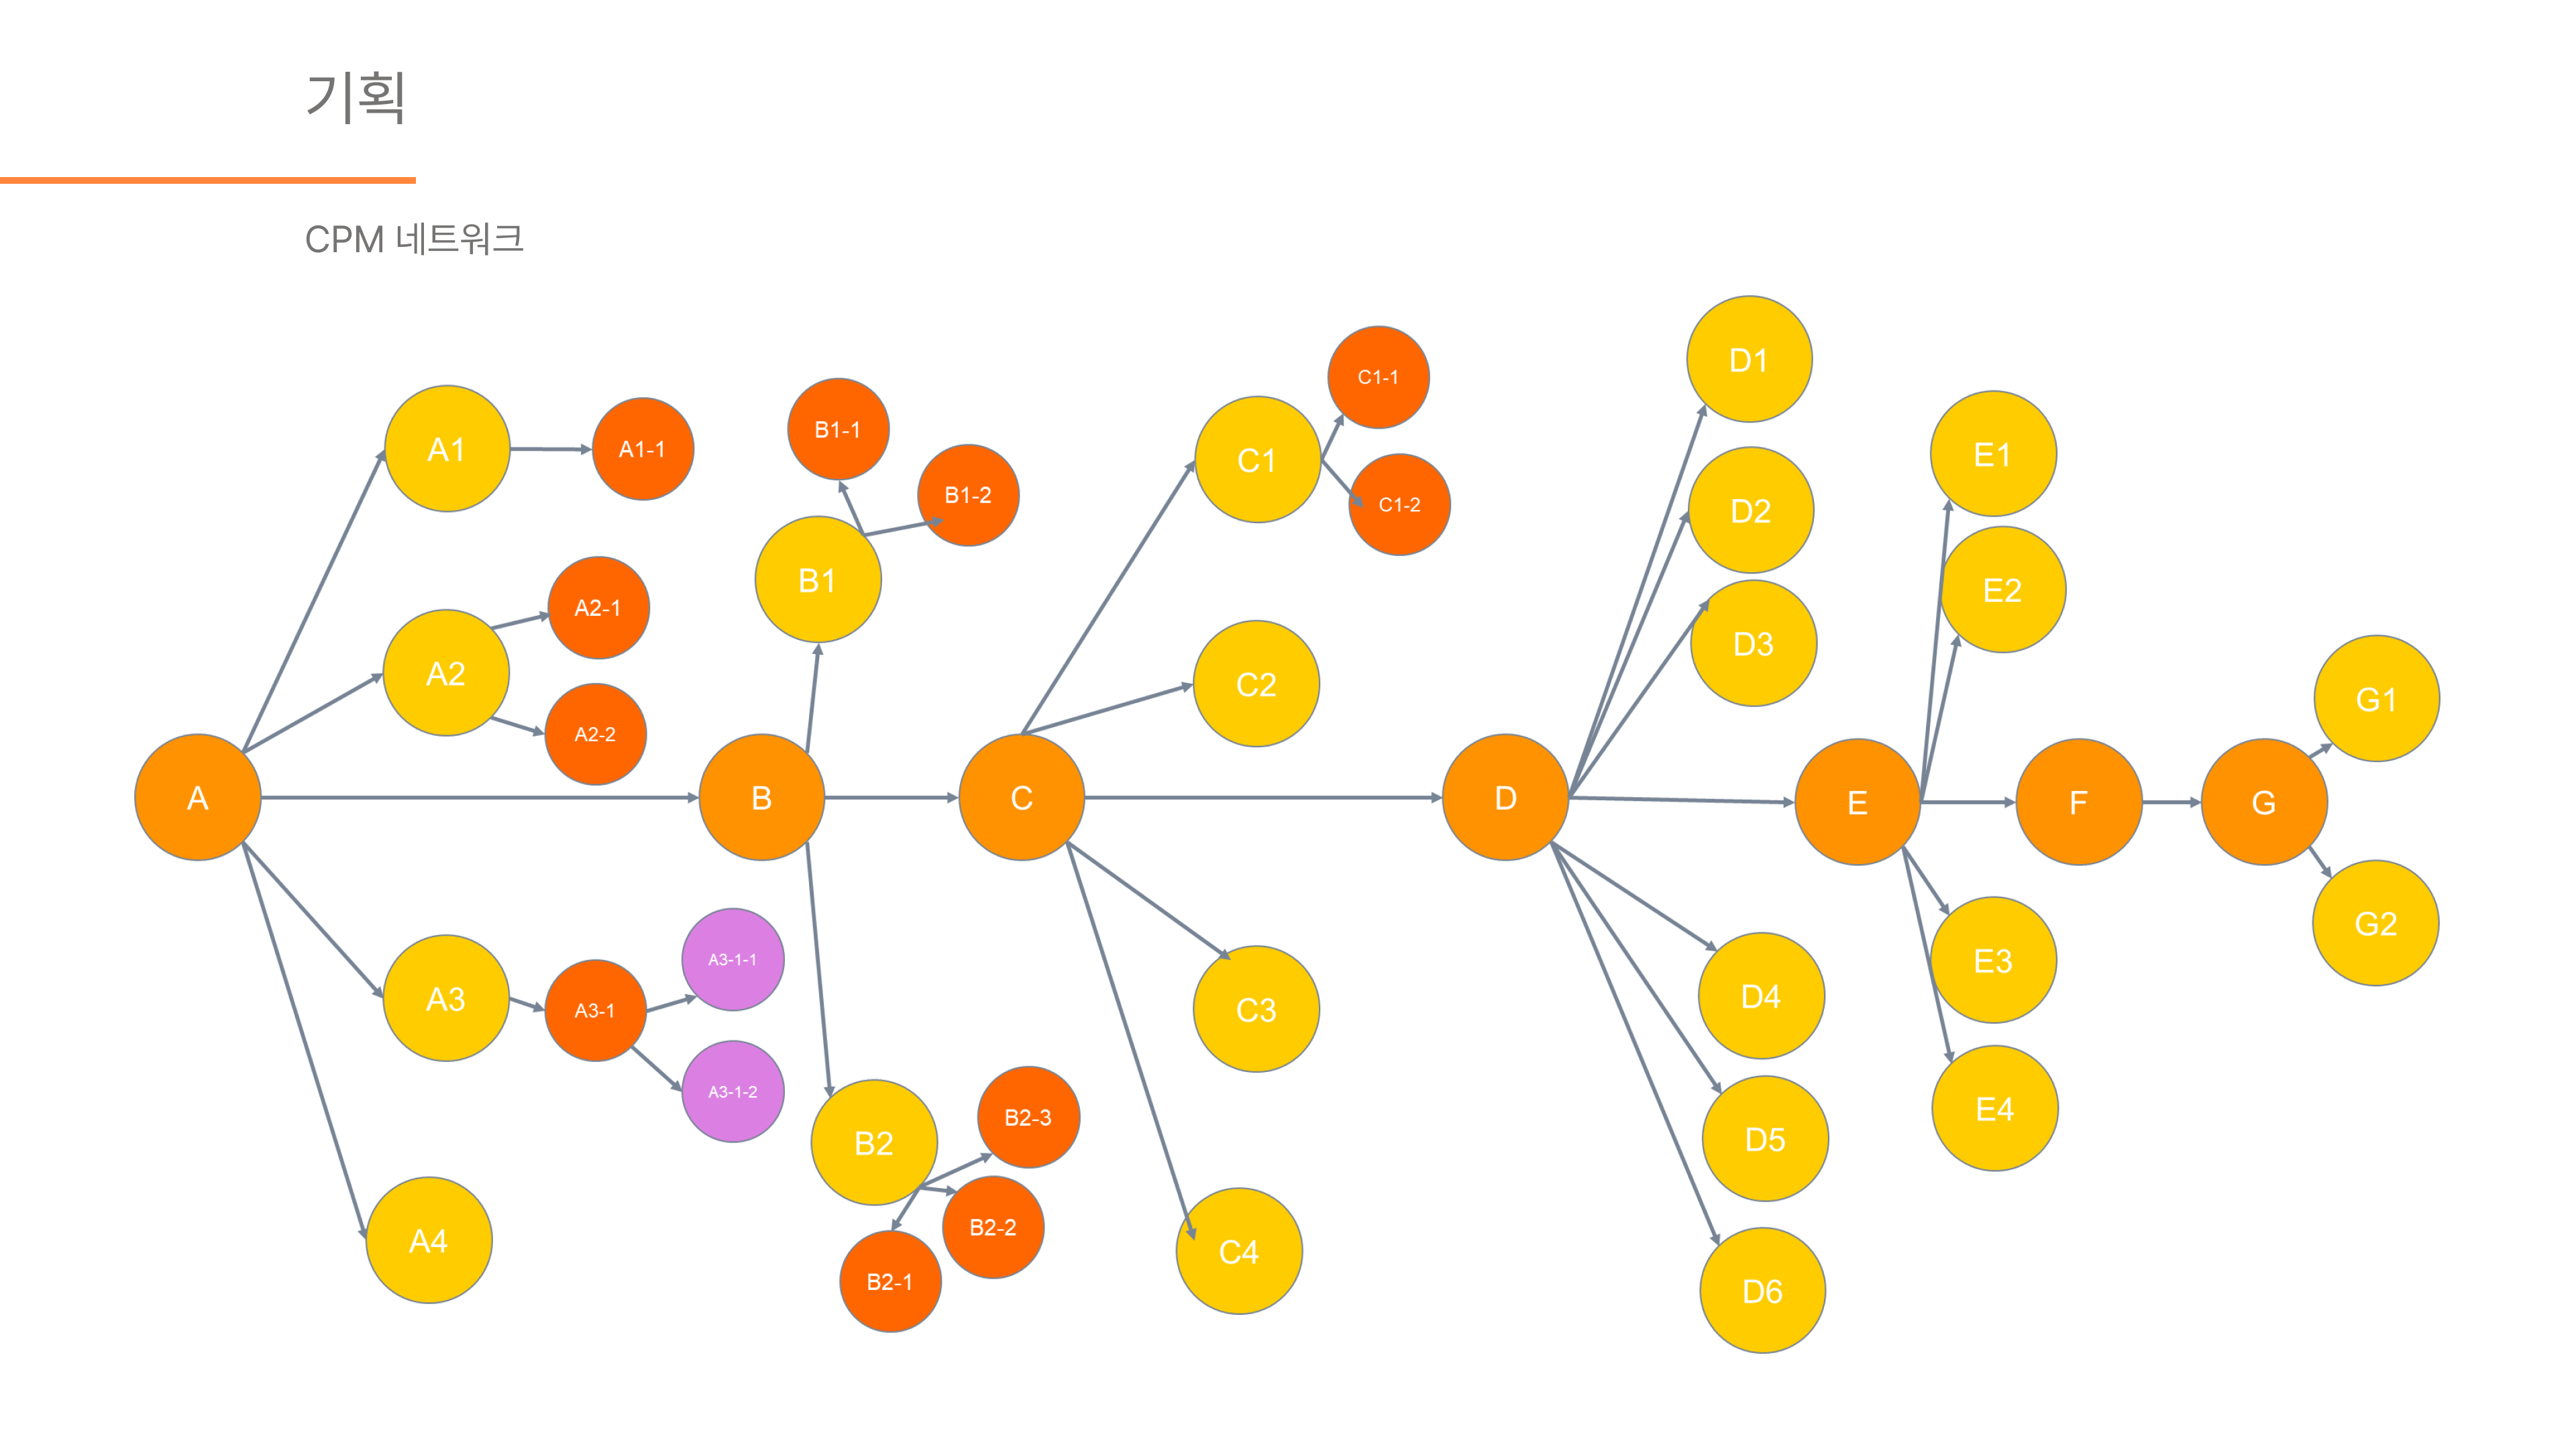 기획
CPM 네트워크
A
A1
A1-1
A2
A2-1
A2-2
A3
A3-1
A3-1-1
A3-1-2
A4
B
B1
B1-1
B1-2
B2
B2-3
B2-2
B2-1
C
C1
C1-1
C1-2
C2
C3
C4
D
D1
D2
D3
D4
D5
D6
E
E1
E2
E3
E4
F
G
G1
G2